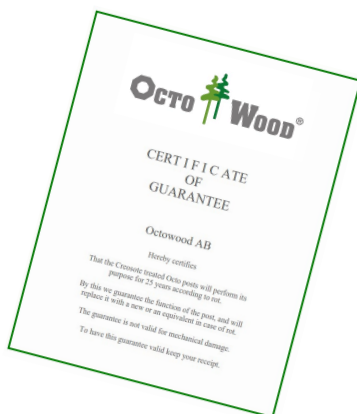 OCTO WOOD®
CERTIFICATE
OF
GUARANTEE
Octowood AB
Hereby certifies
That the Creosote treated Octo posts will perform its
purpose for 25 years according to rot.
By this we guarantee the function of the post, and will
replace it with a new or an equivalent in case of rot.
The guarantee is not valid for mechanical damage.
To have this guarantee valid keep your receipt.